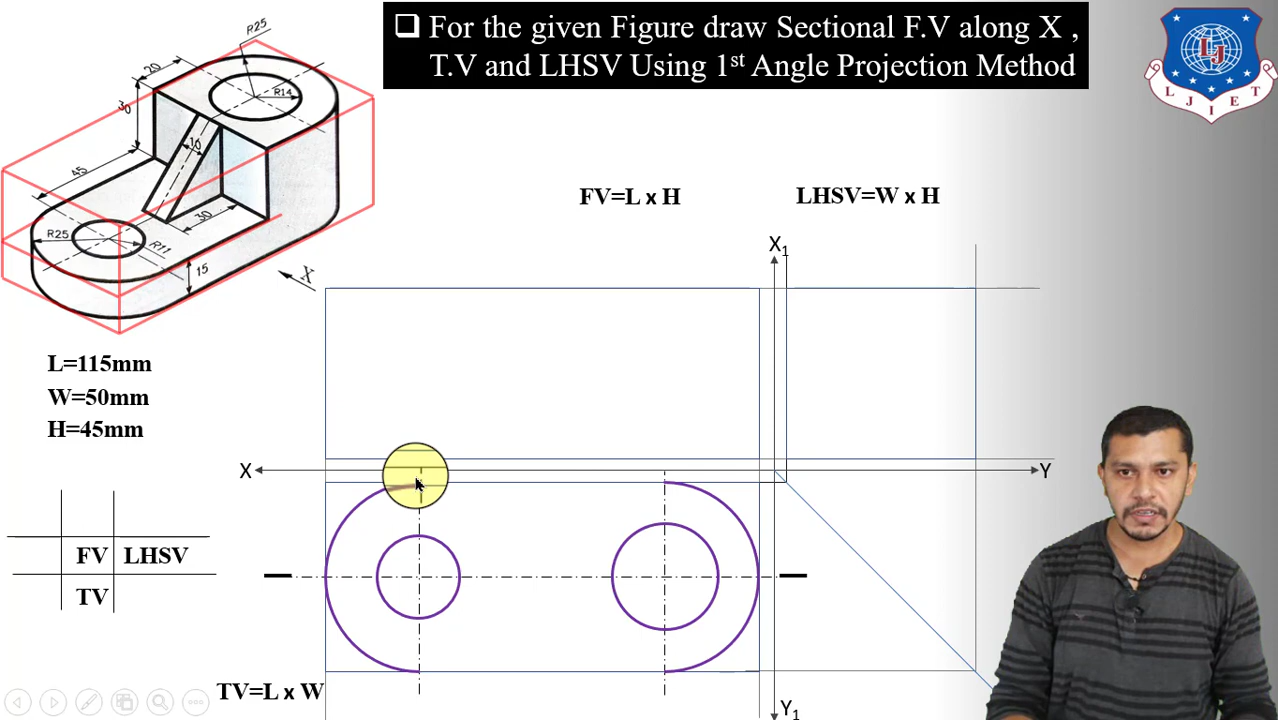 ❑ For the given Figure draw Sectional F.V along X ,
T.V and LHSV Using 1st Angle Projection Method
L J I E T
LJ
R25
20
R14
30
10
45
30
R25
R11
15
X
FV=L x H
LHSV=W x H
X1
L=115mm
W=50mm
H=45mm
X
Y
FV
LHSV
TV
TV=L x W
Y1